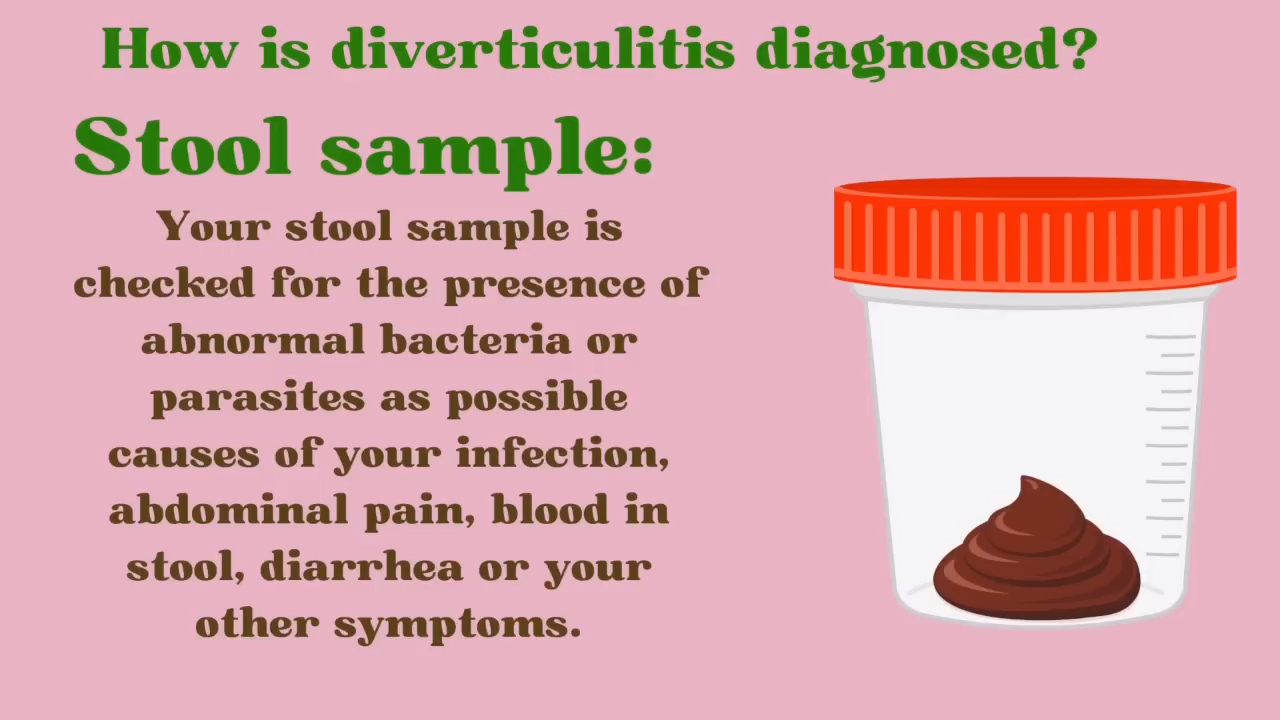 How is diverticulitis diagnosed?
Stool sample:
Your stool sample is
checked for the presence of
abnormal bacteria or
parasites as possible
causes of your infection,
abdominal pain, blood in
stool, diarrhea or your
other symptoms.